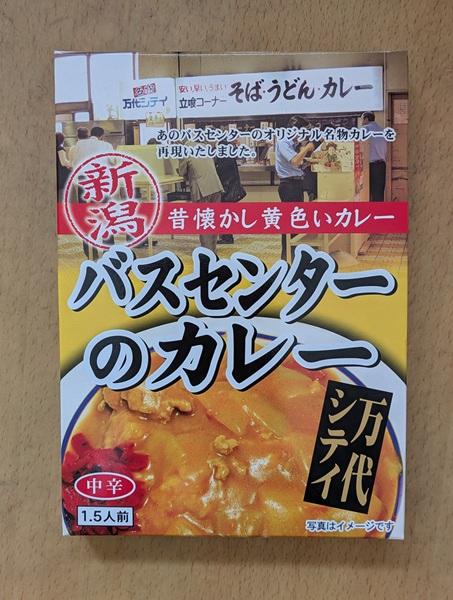 万代シテイ
安い、早い、うまい
立喰コーナー
そば・うどん・カレー
あのバスセンターのオリジナル名物カレーを
再現いたしました。
新潟
昔懐かし黄色いカレー
バスセンター
のカレー
万代
シテイ
中辛
1.5人前
写真はイメージです